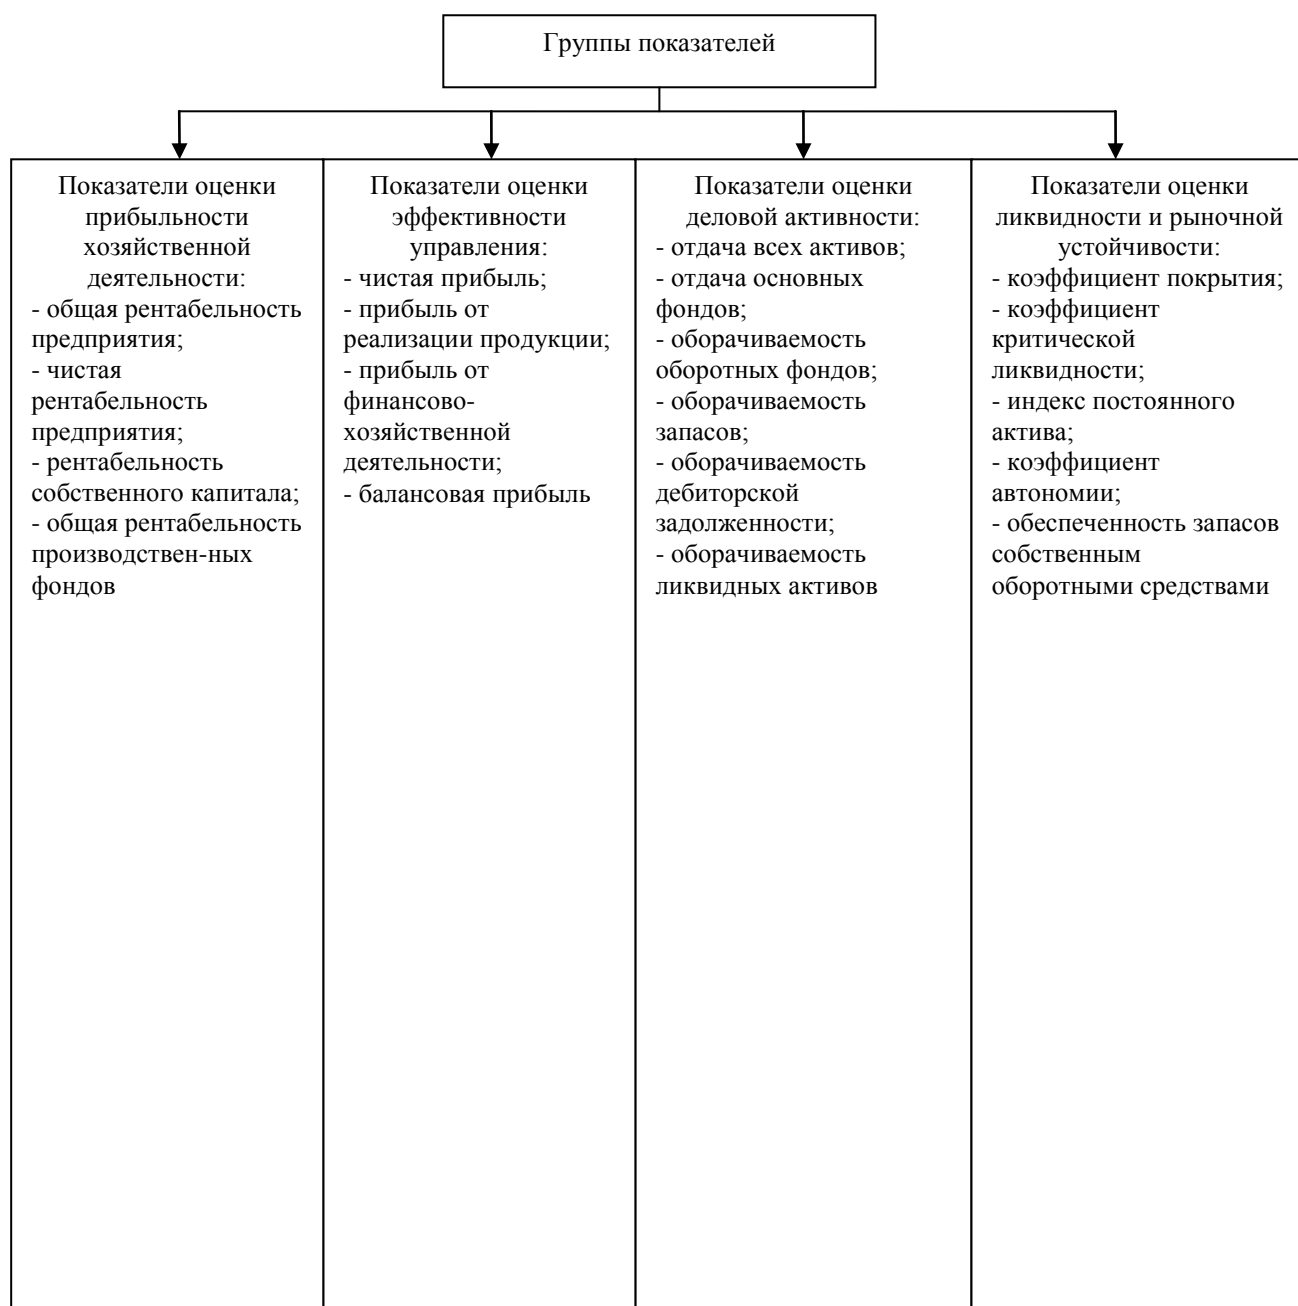 Группы показателей
Показатели оценки
прибыльности
хозяйственной
деятельности:
- общая рентабельность
предприятия;
- чистая
рентабельность
предприятия;
- рентабельность
собственного капитала;
- общая рентабельность
производствен-ных
фондов
Показатели оценки
эффективности
управления:
- чистая прибыль;
- прибыль от
реализации продукции;
- прибыль от
финансово-
хозяйственной
деятельности;
- балансовая прибыль
Показатели оценки
деловой активности:
- отдача всех активов;
- отдача основных
фондов;
- оборачиваемость
оборотных фондов;
- оборачиваемость
запасов;
- оборачиваемость
дебиторской
задолженности;
- оборачиваемость
ликвидных активов
Показатели оценки
ликвидности и рыночной
устойчивости:
- коэффициент покрытия;
- коэффициент
критической
ликвидности;
- индекс постоянного
актива;
- коэффициент
автономии;
- обеспеченность запасов
собственным
оборотными средствами